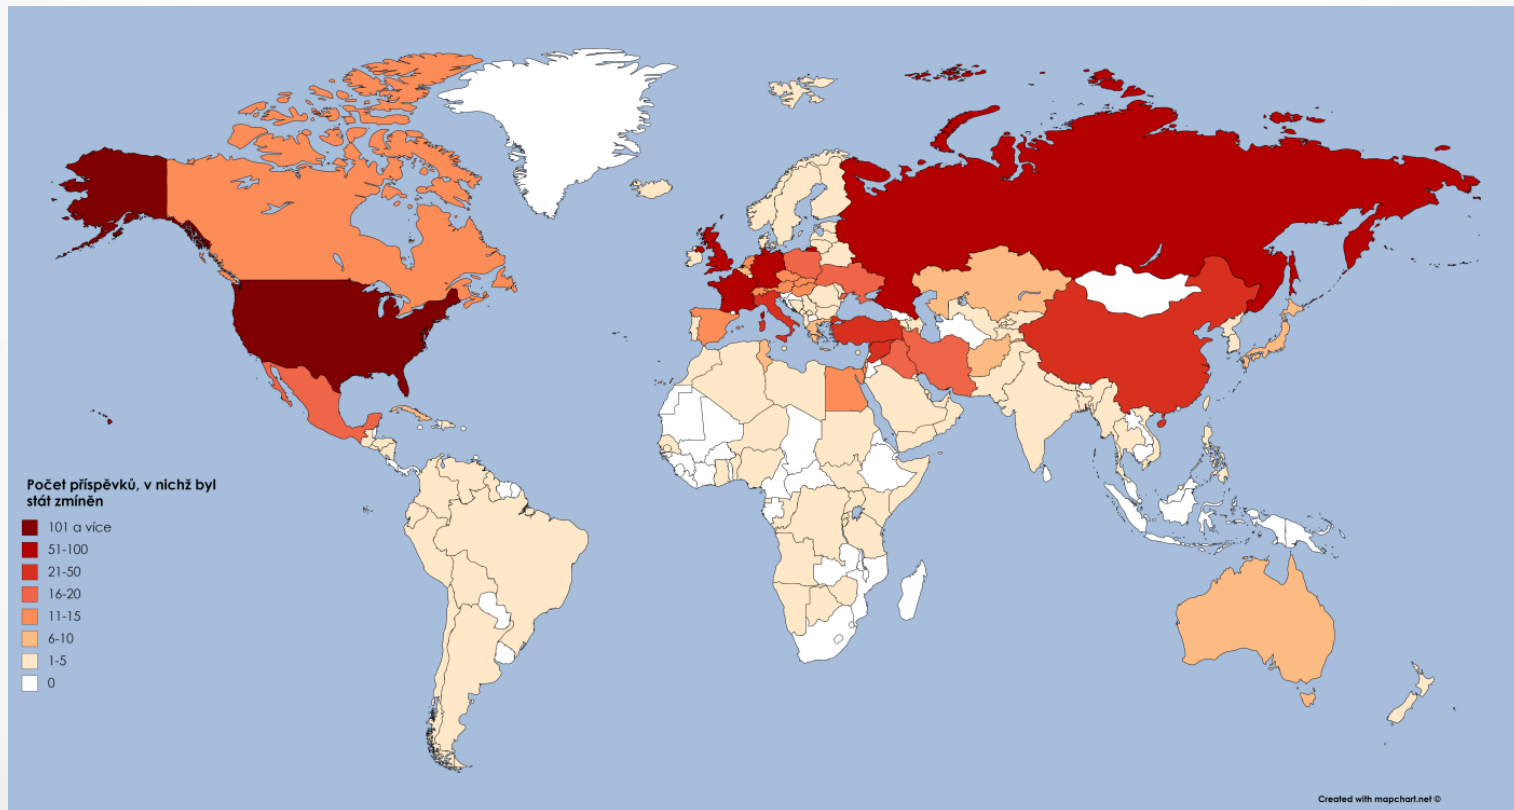 Počet příspěvků, v nichž byl
stát zmíněn
101 a více
51-100
21-50
16-20
11-15
6-10
1-5
0
Created with mapchart.net ©